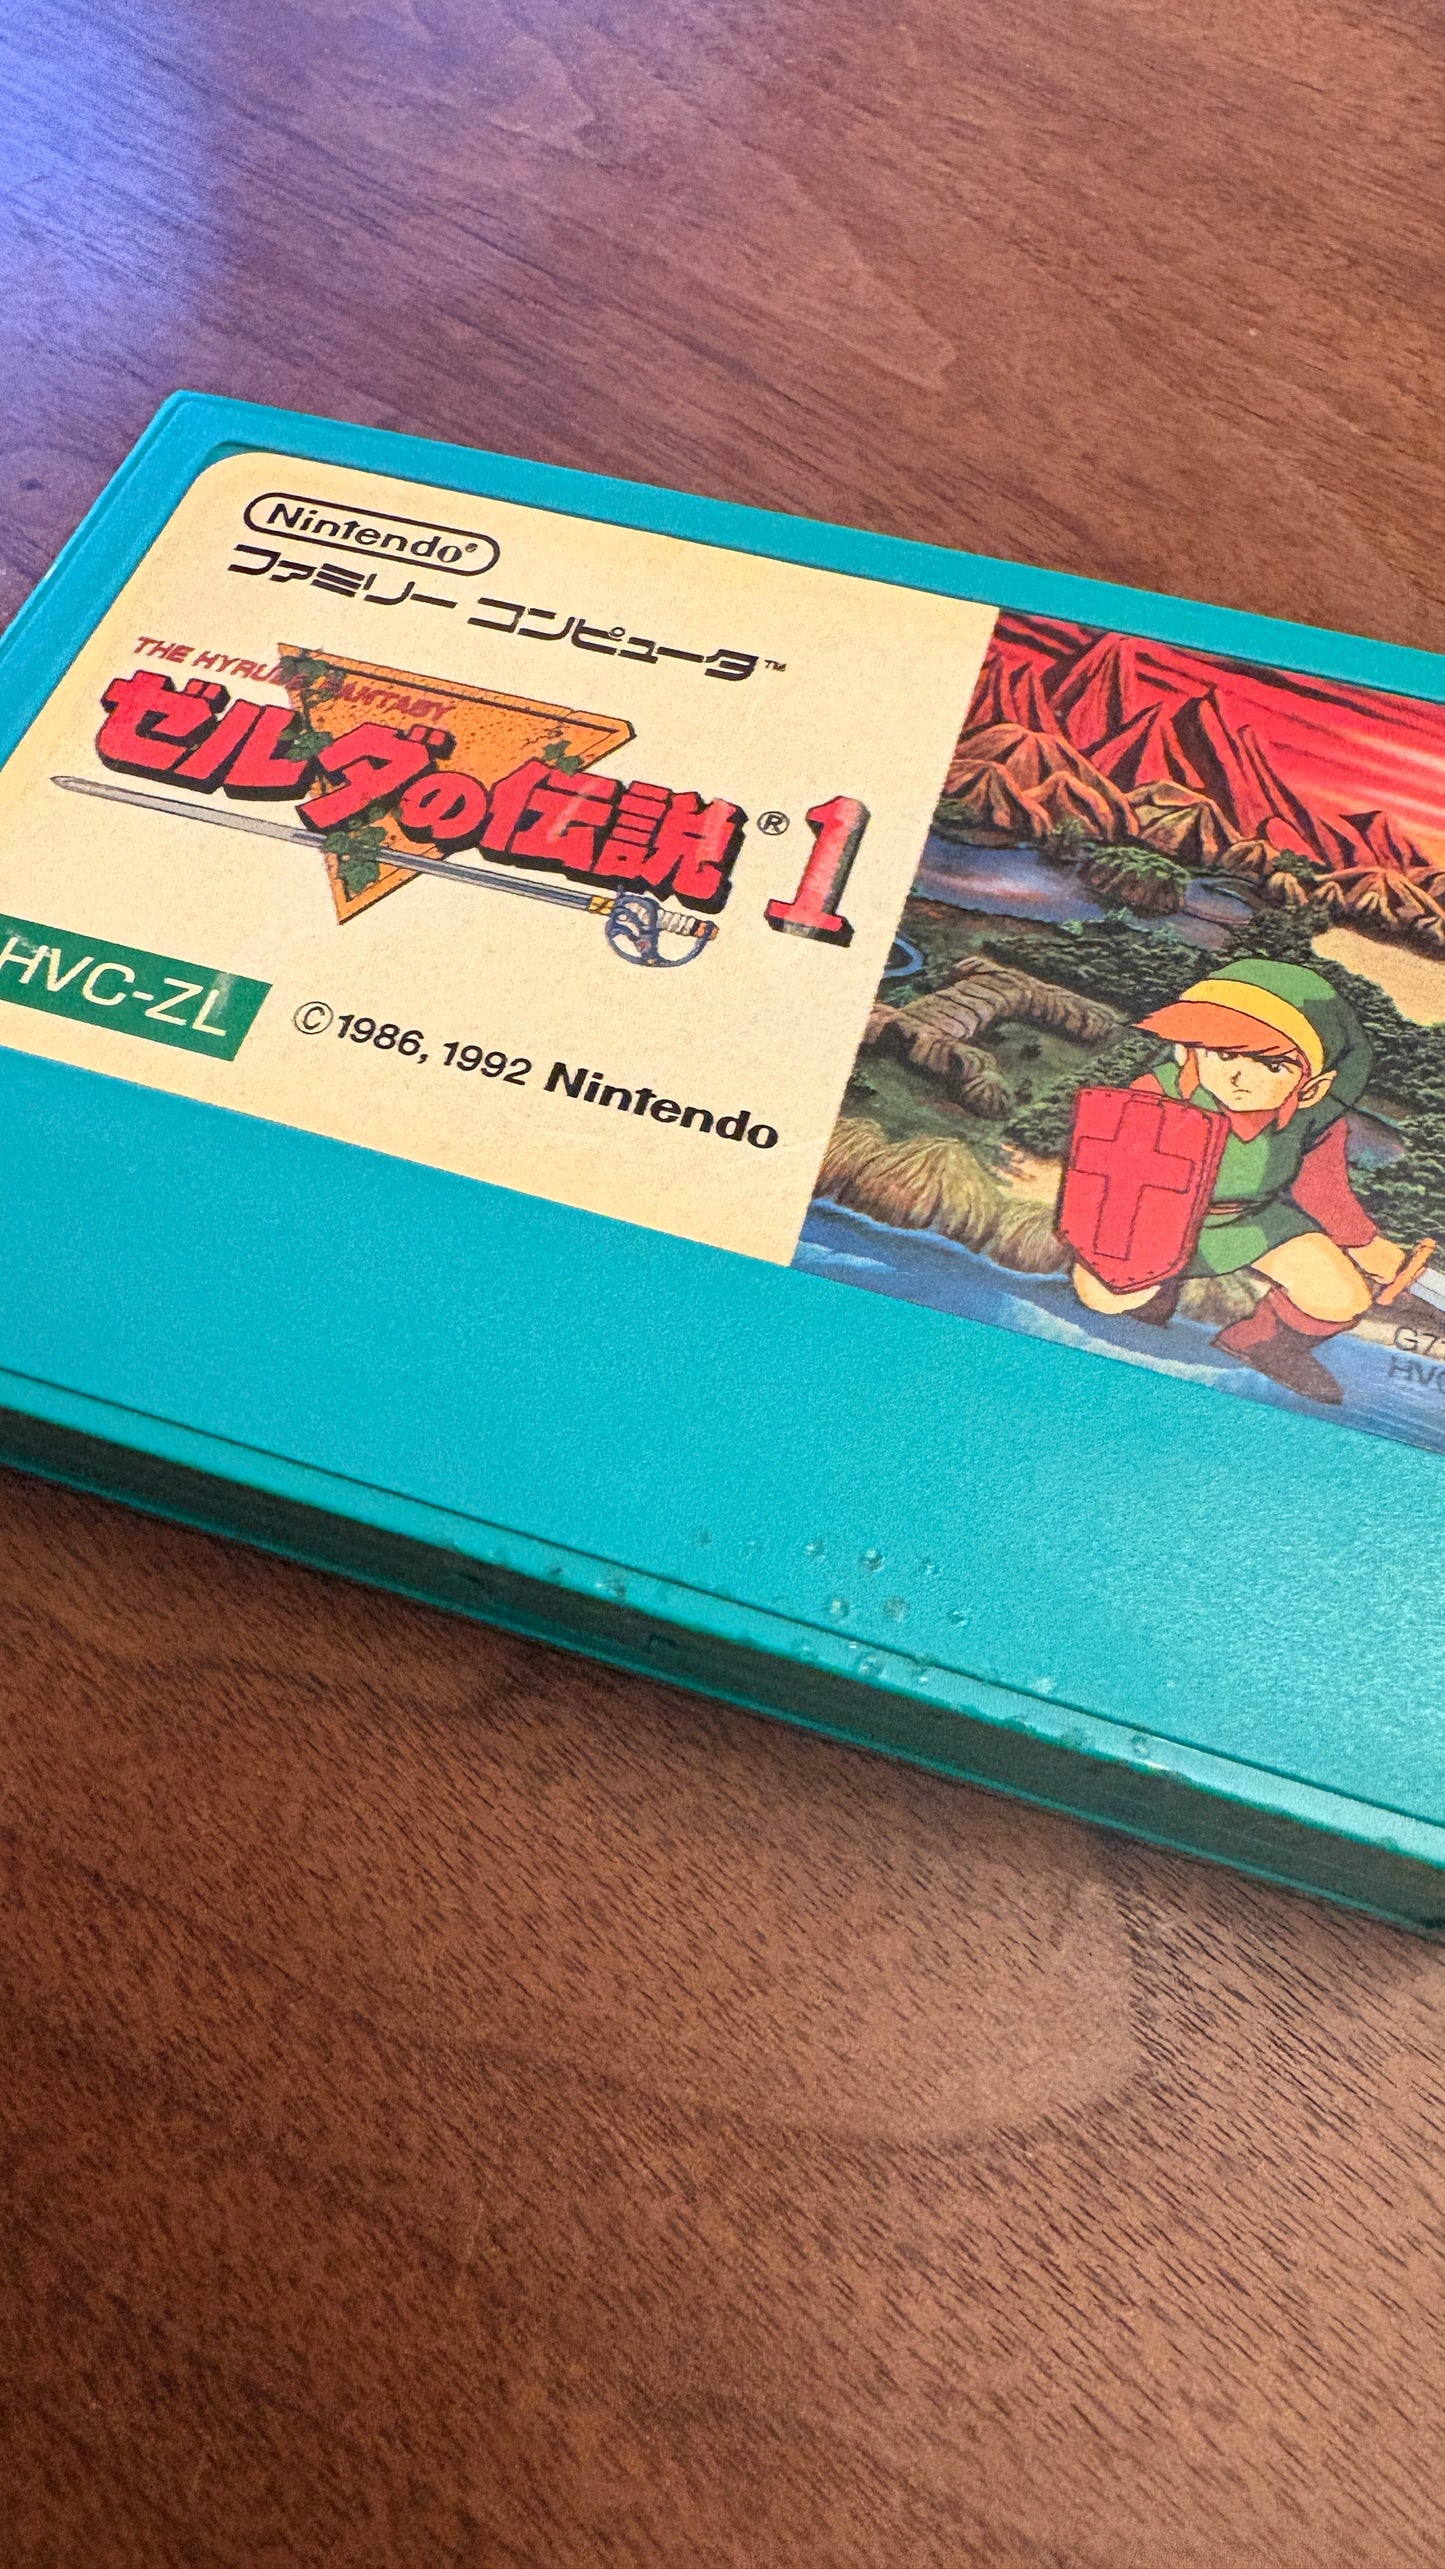 Nintendo®
ファミリー コンピュータ™
THE HYRULE FANTASY
ゼルダの伝説® 1
HVC-ZL
©1986, 1992 Nintendo